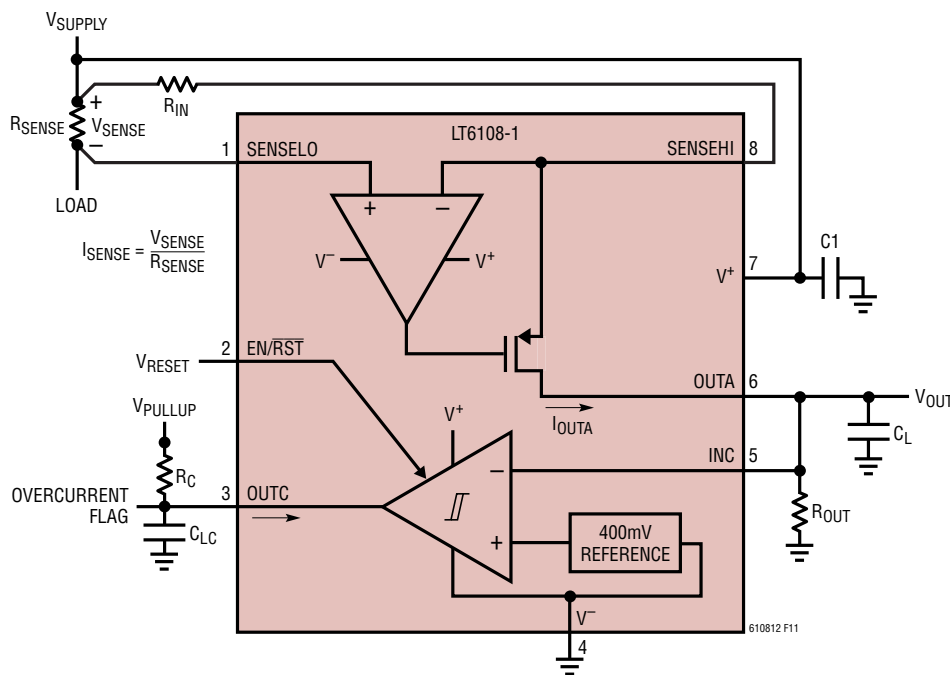 VSUPPLY
RIN
+
RSENSE
VSENSE
–
LOAD
ISENSE = VSENSE
RSENSE
LT6108-1
1
SENSELO
SENSEHI
8
+
–
V–
V+
V+
7
C1
2
EN/RST
VRESET
OUTA
6
VOUT
IOUTA
CL
VPULLUP
RC
V+
INC
5
–
OVERCURRENT
FLAG
3
OUTC
CLC
+
400mV
REFERENCE
ROUT
V–
4
610812 F11